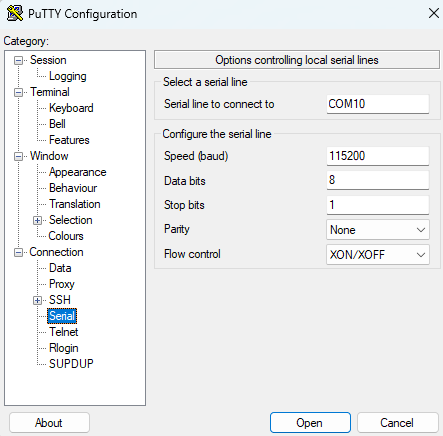 PuTTY Configuration
Category:
Session
Logging
Terminal
Keyboard
Bell
Features
Window
Appearance
Behaviour
Translation
Selection
Colours
Connection
Data
Proxy
SSH
Serial
Telnet
Rlogin
SUPDUP
Options controlling local serial lines
Select a serial line
Serial line to connect to COM10
Configure the serial line
Speed (baud) 115200
Data bits 8
Stop bits 1
Parity None
Flow control XON/XOFF
About Open Cancel